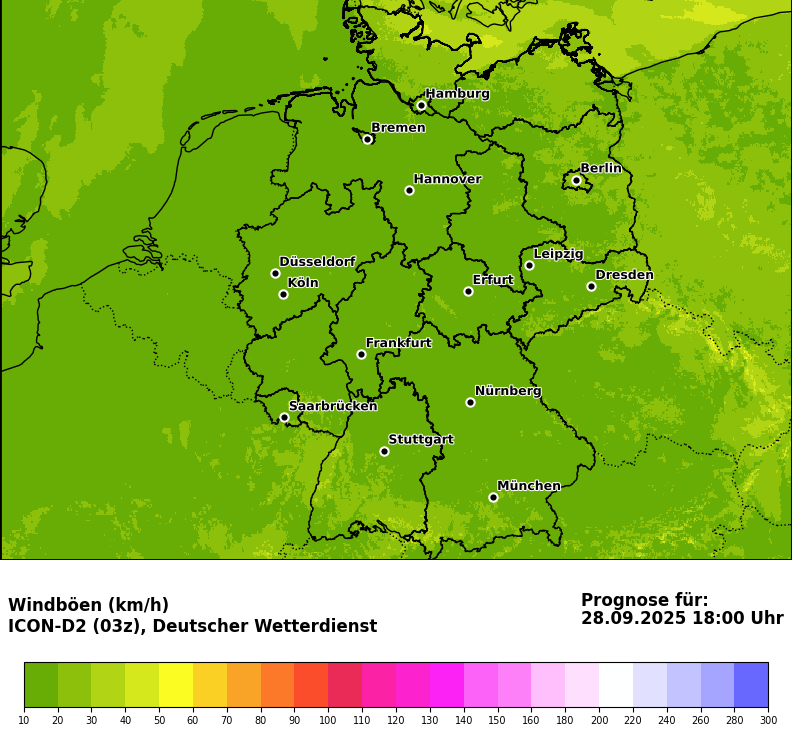 Hamburg
Bremen
Berlin
Hannover
Leipzig
Düsseldorf
Dresden
Köln
Erfurt
Frankfurt
Nürnberg
Saarbrücken
Stuttgart
München
Windböen (km/h)
ICON-D2 (03z), Deutscher Wetterdienst
Prognose für:
28.09.2025 18:00 Uhr
10 20 30 40 50 60 70 80 90 100 110 120 130 140 150 160 180 190 200 220 240 260 280 300